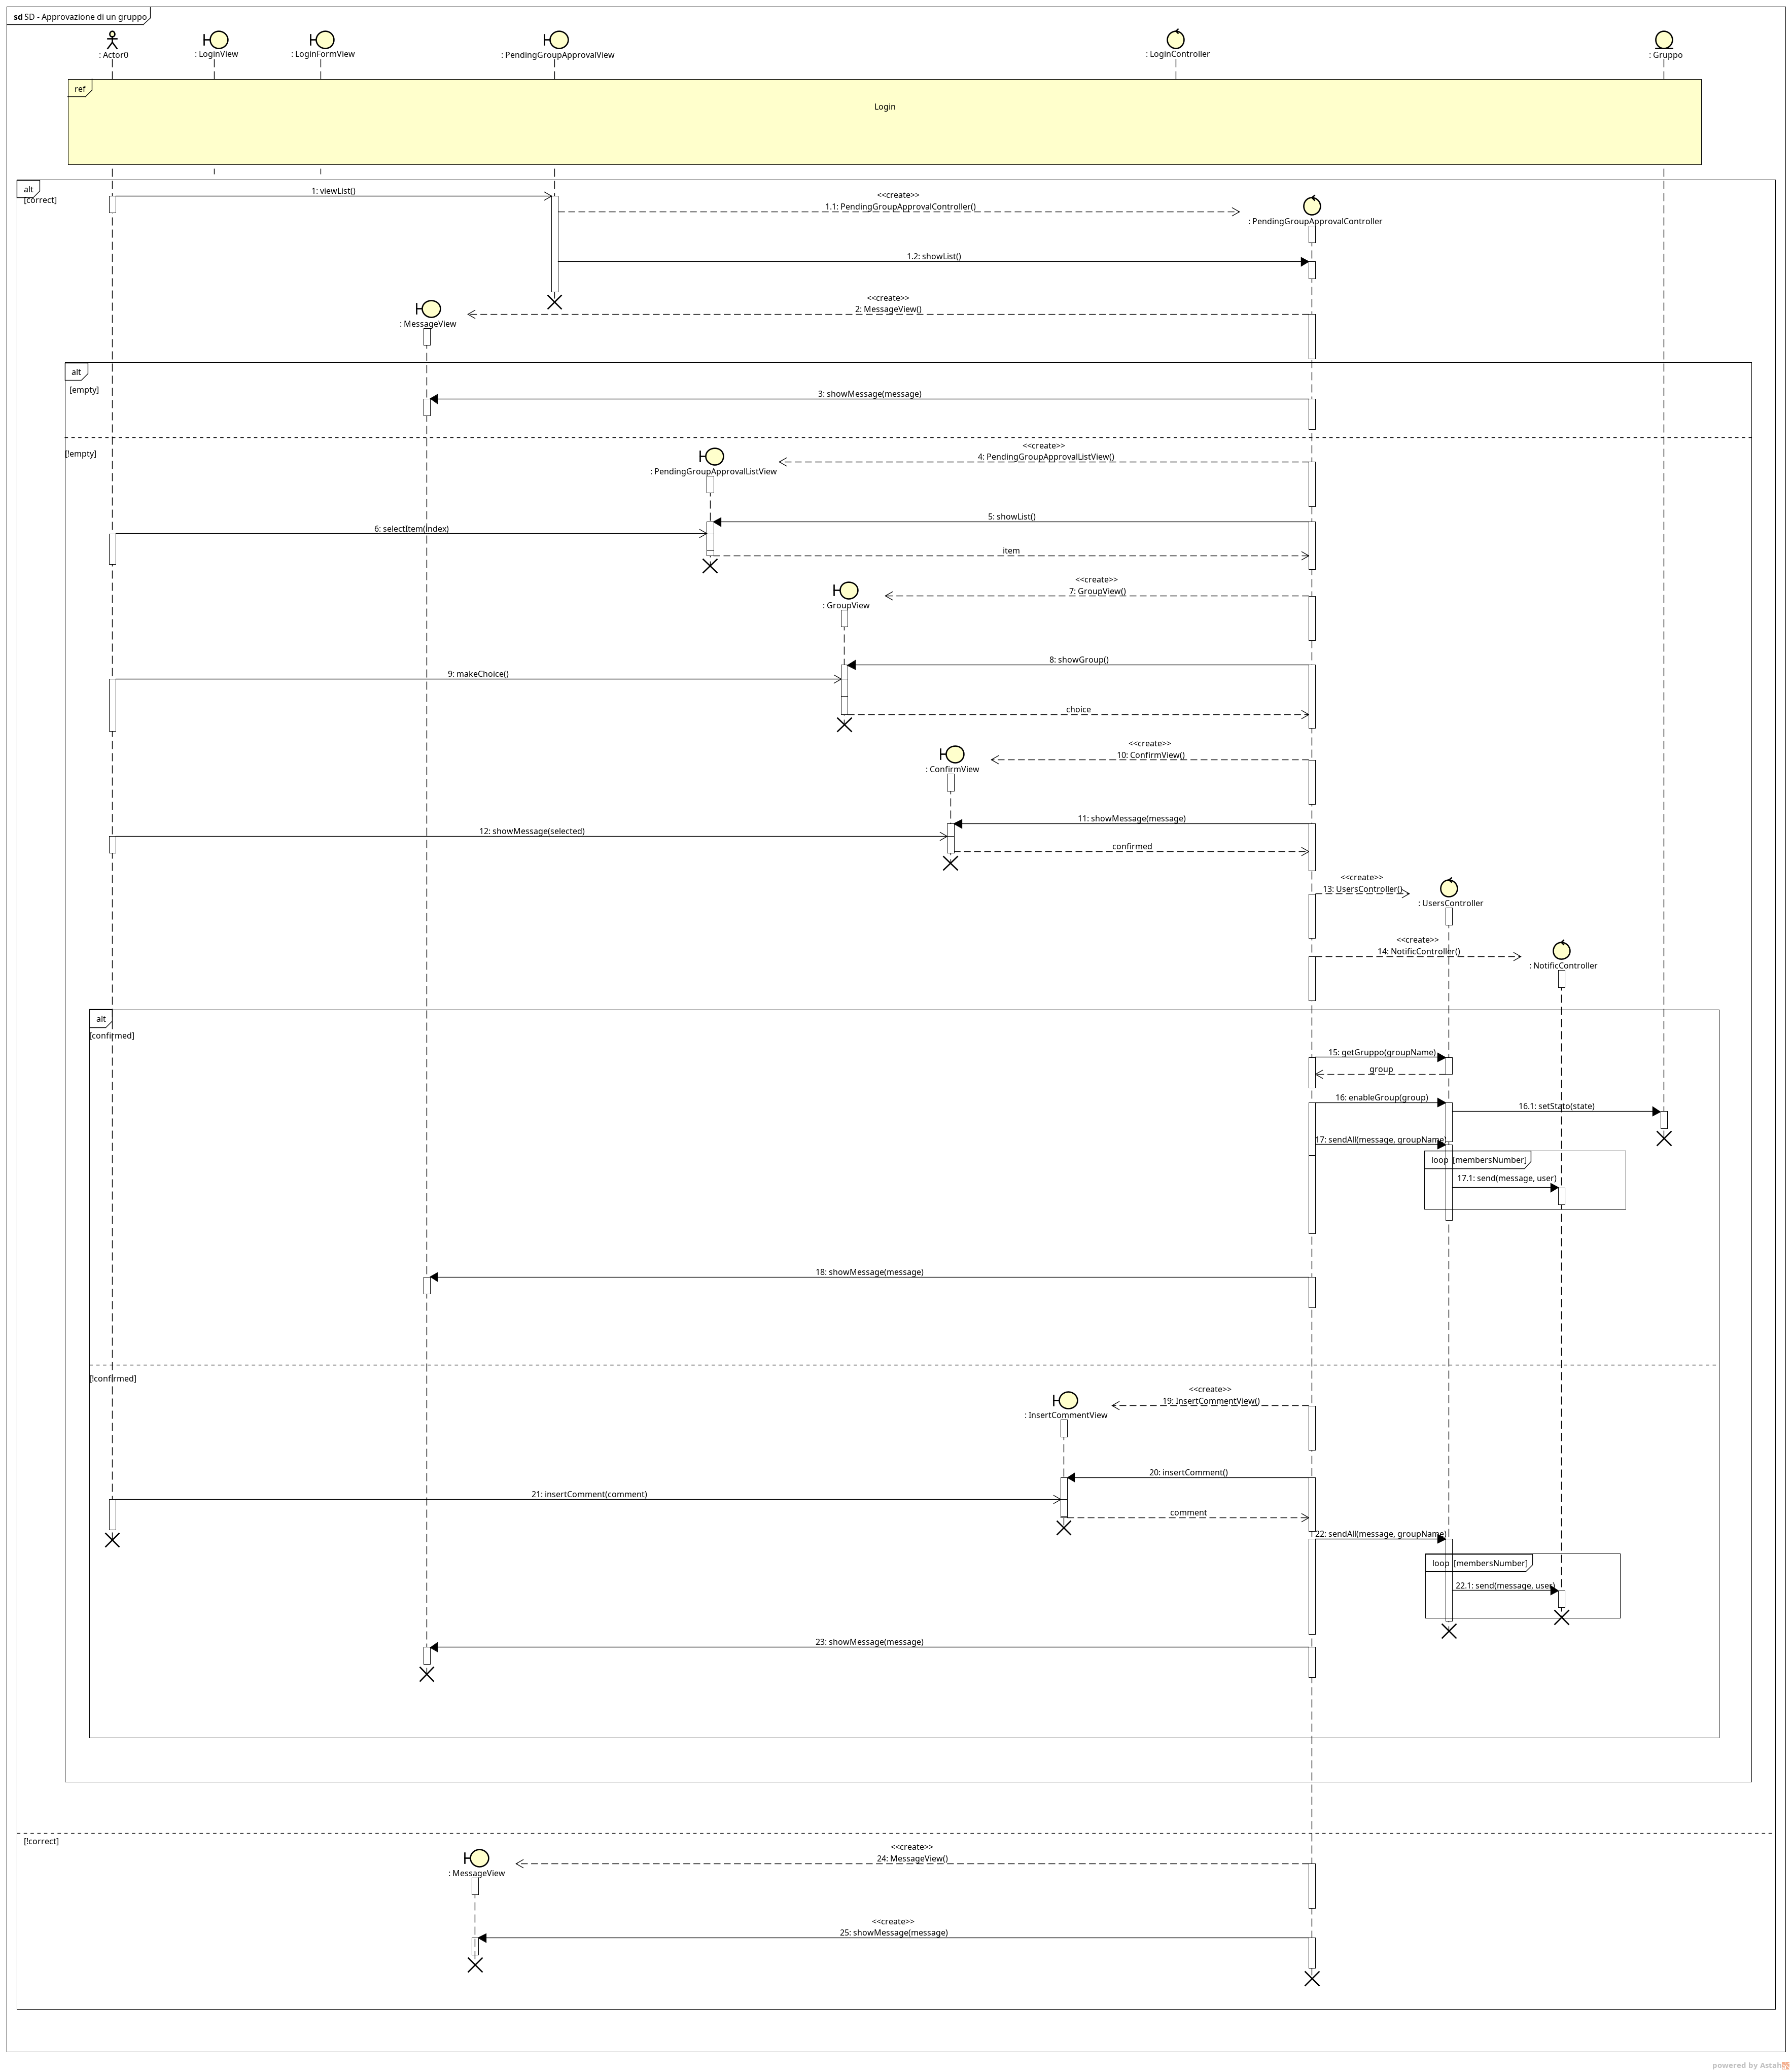 sd SD - Approvazione di un gruppo
: Actor0
: LoginView
: LoginFormView
: PendingGroupApprovalView
: LoginController
: Gruppo
ref
Login
alt
[correct]
1: viewList()
<<create>>
1.1: PendingGroupApprovalController()
: PendingGroupApprovalController
1.2: showList()
<<create>>
2: MessageView()
: MessageView
alt
[empty]
3: showMessage(message)
[!empty]
<<create>>
4: PendingGroupApprovalListView()
: PendingGroupApprovalListView
5: showList()
6: selectItem(index)
item
<<create>>
7: GroupView()
: GroupView
8: showGroup()
9: makeChoice()
choice
<<create>>
10: ConfirmView()
: ConfirmView
11: showMessage(message)
12: showMessage(selected)
confirmed
<<create>>
13: UsersController()
: UsersController
<<create>>
14: NotificController()
: NotificController
alt
[confirmed]
15: getGruppo(groupName)
group
16: enableGroup(group)
16.1: setStato(state)
17: sendAll(message, groupName)
loop [membersNumber]
17.1: send(message, user)
18: showMessage(message)
[!confirmed]
<<create>>
19: InsertCommentView()
: InsertCommentView
20: insertComment()
21: insertComment(comment)
comment
22: sendAll(message, groupName)
loop [membersNumber]
22.1: send(message, user)
23: showMessage(message)
[!correct]
<<create>>
24: MessageView()
: MessageView
<<create>>
25: showMessage(message)
powered by Astah